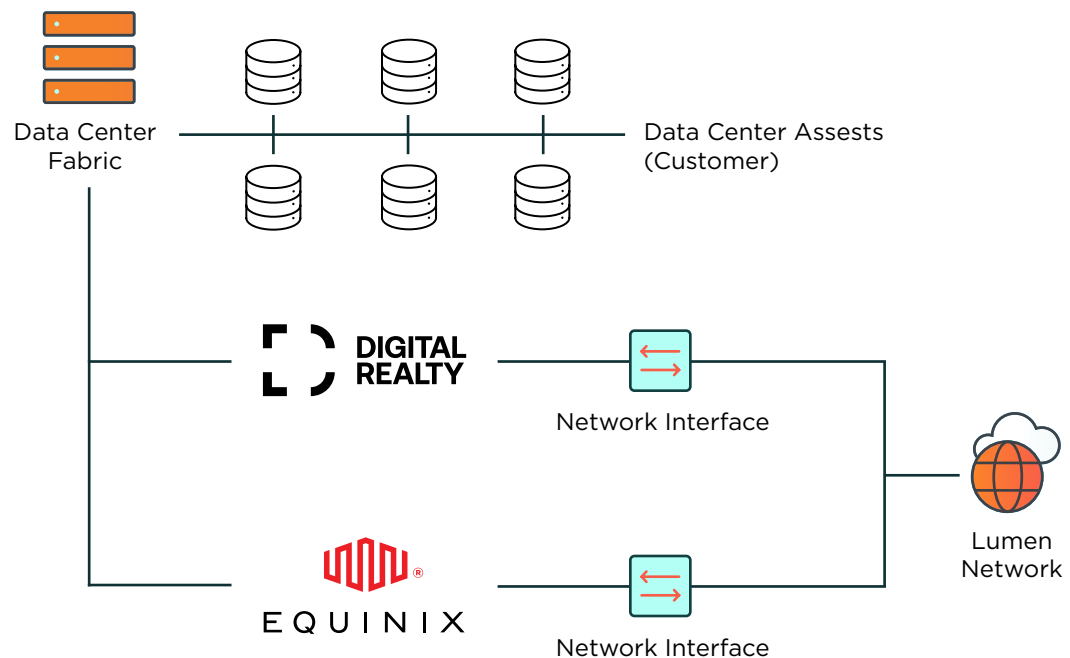 Data Center
Fabric
Data Center Assests
(Customer)
DIGITAL
REALTY
Network Interface
EQUINIX®
Network Interface
Lumen
Network